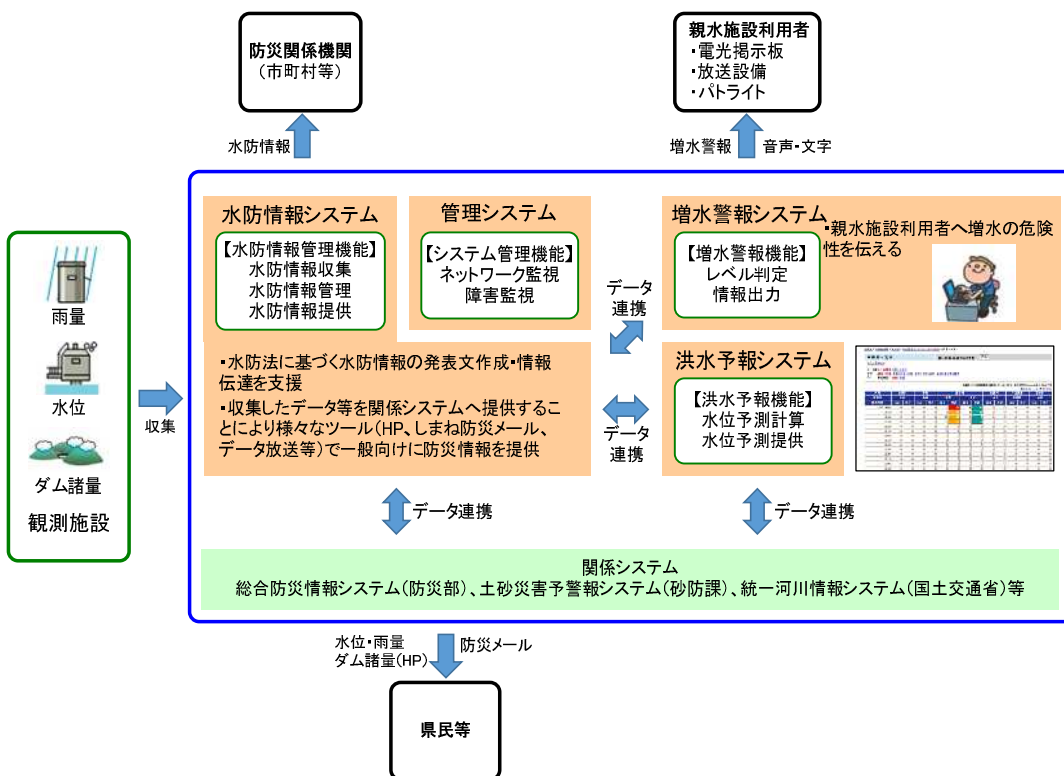 防災関係機関
(市町村等)
親水施設利用者
・電光掲示板
・放送設備
・パトライト
水防情報
増水警報
音声・文字
雨量
水位
ダム諸量
観測施設
収集
水防情報システム
【水防情報管理機能】
水防情報収集
水防情報管理
水防情報提供
管理システム
【システム管理機能】
ネットワーク監視
障害監視
・水防法に基づく水防情報の発表文作成・情報
伝達を支援
・収集したデータ等を関係システムへ提供するこ
とにより様々なツール(HP、しまね防災メール、
データ放送等)で一般向けに防災情報を提供
データ
連携
データ
連携
増水警報システム
【増水警報機能】
レベル判定
情報出力
・親水施設利用者へ増水の危険
性を伝える
洪水予報システム
【洪水予報機能】
水位予測計算
水位予測提供
データ連携
データ連携
関係システム
総合防災情報システム(防災部)、土砂災害予警報システム(砂防課)、統一河川情報システム(国土交通省)等
水位・雨量
ダム諸量(HP)
防災メール
県民等